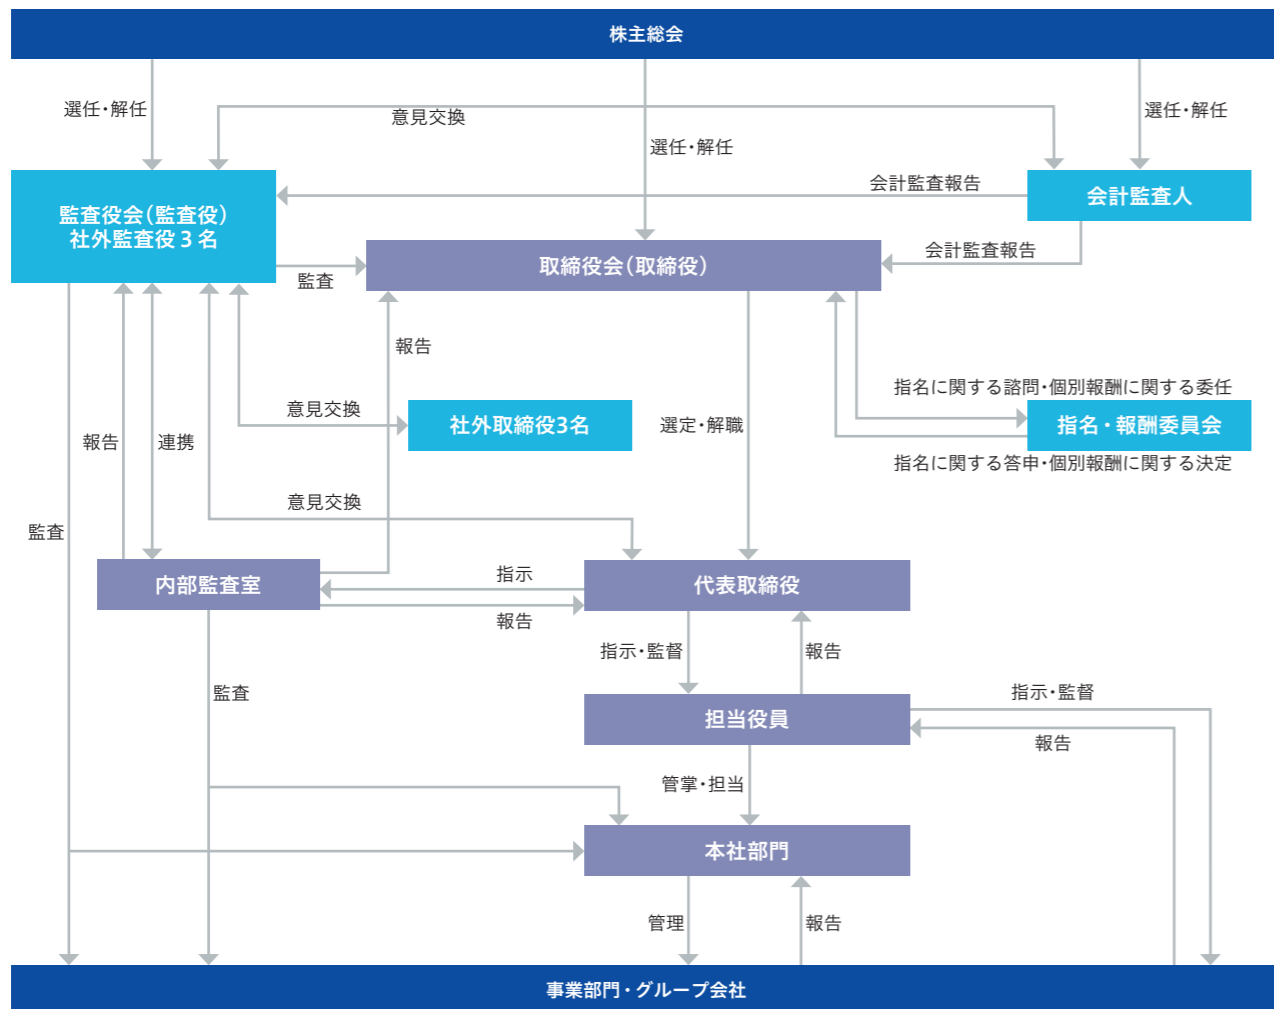 株主総会
選任・解任
意見交換
選任・解任
選任・解任
会計監査報告
監査役会(監査役)
社外監査役3名
会計監査人
会計監査報告
取締役会(取締役)
監査
報告
指名に関する諮問・個別報酬に関する委任
意見交換
社外取締役3名
選定・解職
指名・報酬委員会
報告
連携
指名に関する答申・個別報酬に関する決定
意見交換
監査
内部監査室
指示
代表取締役
報告
指示・監督
報告
監査
指示・監督
担当役員
報告
管掌・担当
本社部門
管理
報告
事業部門・グループ会社